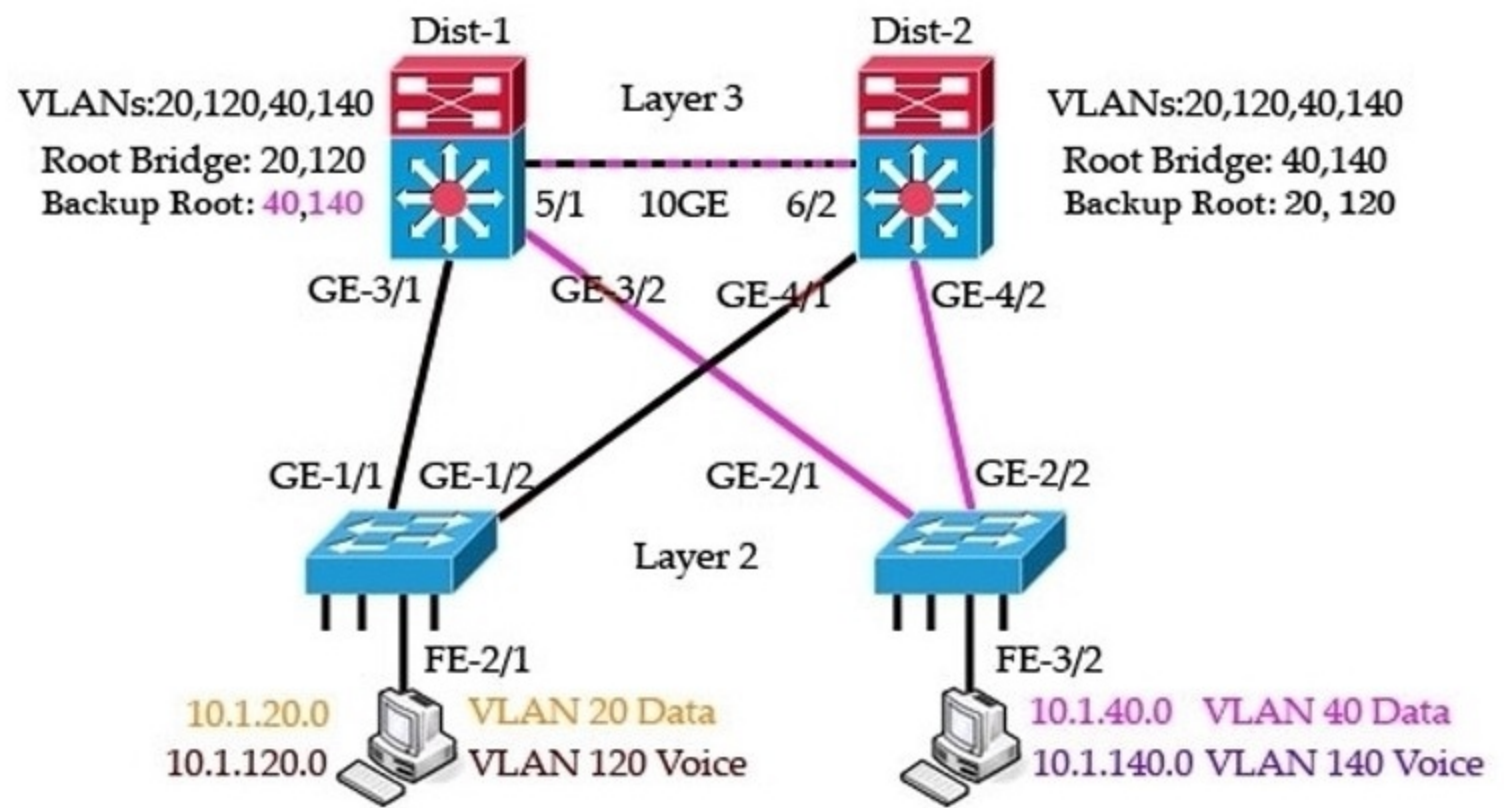 Dist-1
Dist-2
VLANs:20,120,40,140
Layer 3
VLANs:20,120,40,140
Root Bridge: 20,120
Root Bridge: 40,140
Backup Root: 40,140
5/1
10GE
6/2
Backup Root: 20, 120
GE-3/1
GE-3/2
GE-4/1
GE-4/2
GE-1/1
GE-1/2
GE-2/1
GE-2/2
Layer 2
FE-2/1
FE-3/2
10.1.20.0
VLAN 20 Data
10.1.40.0 VLAN 40 Data
10.1.120.0
VLAN 120 Voice
10.1.140.0 VLAN 140 Voice